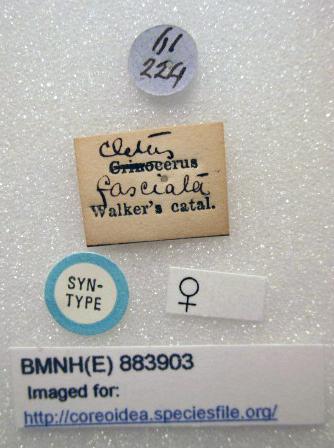 61
224
Cletus
Crinocerus
fasciata
Walker's catal.
SYN-
TYPE
♀
BMNH(E) 883903
Imaged for:
http://coreoidea.speciesfile.org/